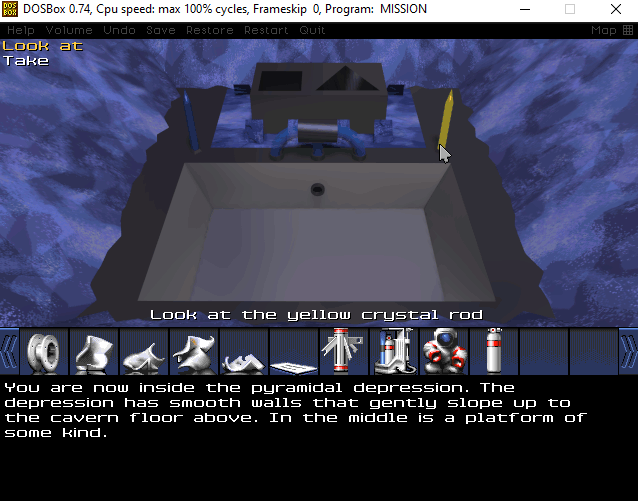 DOS
BOX
DOSBox 0.74, Cpu speed: max 100% cycles, Frameskip 0, Program: MISSION
Help Volume Undo Save Restore Restart Quit Map
Look at
Take
Look at the yellow crystal rod
You are now inside the pyramidal depression. The
depression has smooth walls that gently slope up to
the cavern floor above. In the middle is a platform of
some kind.